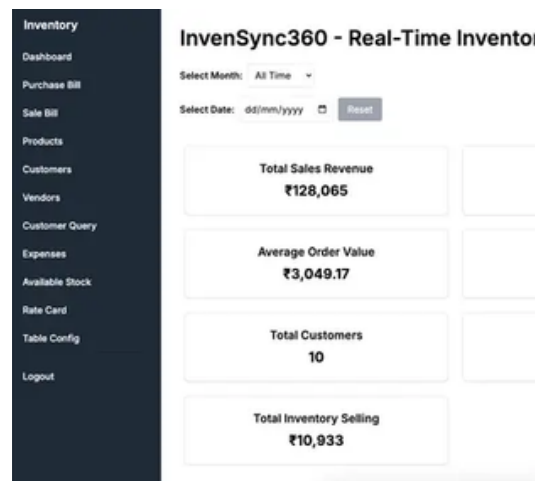 Inventory
Dashboard
Purchase Bill
Sale Bill
Products
Customers
Vendors
Customer Query
Expenses
Available Stock
Rate Card
Table Config
Logout
InvenSync360 - Real-Time Inventor
Select Month: All Time
Select Date: dd/mm/yyyy Reset
Total Sales Revenue
₹128,065
Average Order Value
₹3,049.17
Total Customers
10
Total Inventory Selling
₹10,933